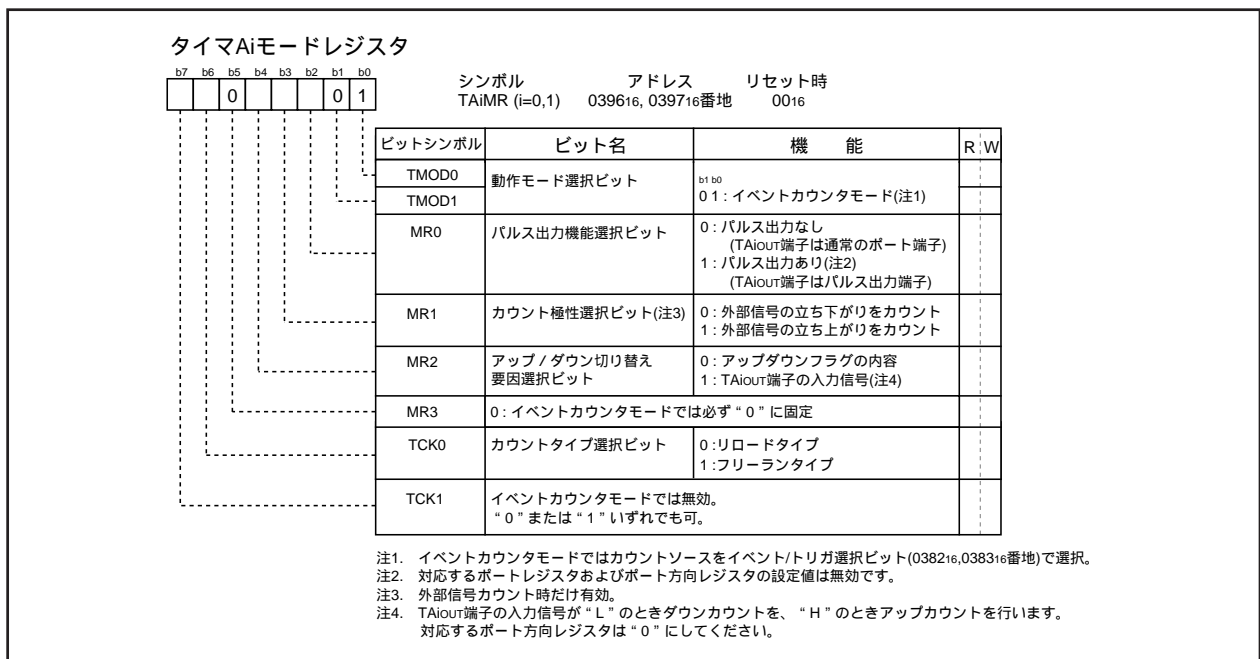 タイマAiモードレジスタ
b7 b6 b5 b4 b3 b2 b1 b0
0 0 1
シンボル アドレス リセット時
TAiMR (i=0,1) 039616, 039716番地 0016
ビットシンボル ビット名 機 能 R W
TMOD0
TMOD1
動作モード選択ビット
b1 b0
0 1 : イベントカウンタモード(注1)
MR0 パルス出力機能選択ビット 0 : パルス出力なし
(TAiOUT端子は通常のポート端子)
1 : パルス出力あり(注2)
(TAiOUT端子はパルス出力端子)
MR1 カウント極性選択ビット(注3) 0 : 外部信号の立ち下がりをカウント
1 : 外部信号の立ち上がりをカウント
MR2 アップ / ダウン切り替え 0 : アップダウンフラグの内容
要因選択ビット 1 : TAiOUT端子の入力信号(注4)
MR3 0 : イベントカウンタモードでは必ず“ 0 ”に固定
TCK0 カウントタイプ選択ビット 0 :リロードタイプ
1 :フリーランタイプ
TCK1 イベントカウンタモードでは無効。
“ 0 ”または“ 1 ”いずれでも可。
注1. イベントカウンタモードではカウントソースをイベント/トリガ選択ビット(038216,038316番地)で選択。
注2. 対応するポートレジスタおよびポート方向レジスタの設定値は無効です。
注3. 外部信号カウント時だけ有効。
注4. TAiOUT端子の入力信号が“ L ”のときダウンカウントを、“ H ”のときアップカウントを行います。
対応するポート方向レジスタは“ 0 ”にしてください。